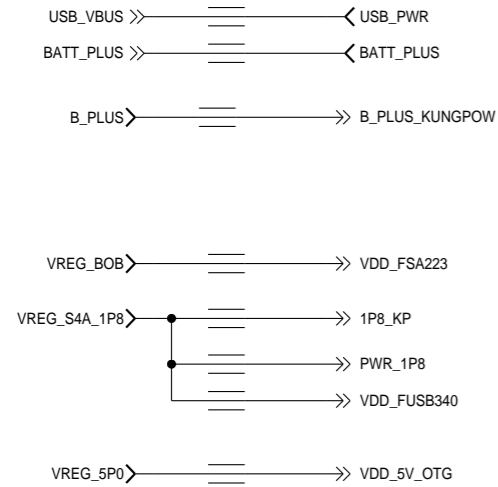 USB_VBUS USB_PWR
BATT_PLUS BATT_PLUS
B_PLUS B_PLUS_KUNGPOW
VREG_BOB VDD_FSA223
VREG_S4A_1P8 1P8_KP
PWR_1P8
VDD_FUSB340
VREG_5P0 VDD_5V_OTG